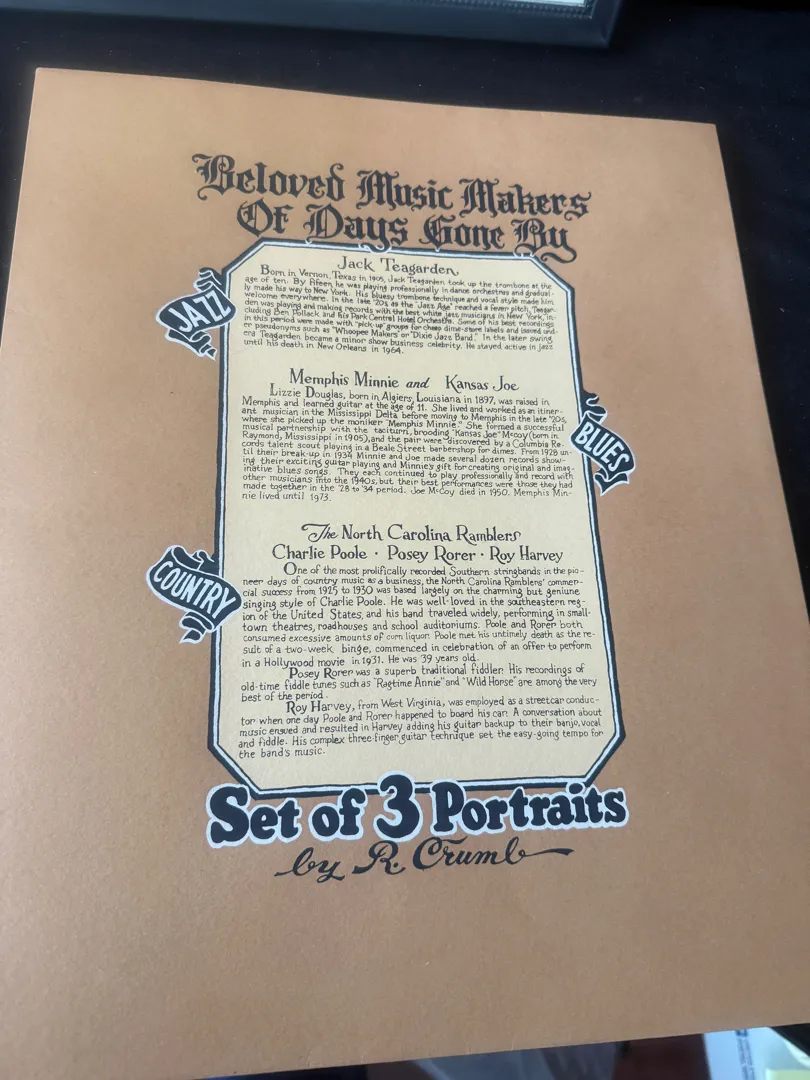 Beloved Music Makers
Of Days Gone By
JAZZ
Jack Teagarden
Born in Vernon, Texas in 1905, Jack Teagarden took up the trombone at the
age of ten. By fifeen he was playing professionally in dance orchestras and gradual-
ly made his way to New York. His bluesy trombone technique and vocal style made him
welcome everywhere. In the late '20s as the "Jazz Age" reached a fever pitch, Teagar-
den was playing and making records with the best white jazz musicians in New York, in-
cluding Ben Pollack and his Park Central Hotel Orchestra. Some of his best recordings
in this period were made with "pick-up" groups for cheap dime-store labels and issued und-
er pseudonyms such as "Whoopee Makers" or "Dixie Jazz Band." In the later swing
era Teagarden became a minor show business celebrity. He stayed active in jazz
until his death in New Orleans in 1964.
BLUES
Memphis Minnie and Kansas Joe
Lizzie Douglas, born in Algiers, Louisiana in 1897, was raised in
Memphis and learned guitar at the age of 11. She lived and worked as an itiner-
ant musician in the Mississippi Delta before moving to Memphis in the late '20s,
where she picked up the moniker "Memphis Minnie." She formed a successful
musical partnership with the taciturn, brooding "Kansas Joe" McCoy (born in
Raymond, Mississippi in 1905), and the pair were "discovered" by a Columbia Re-
cords talent scout playing in a Beale Street barbershop for dimes. From 1928 un-
til their break-up in 1934 Minnie and Joe made several dozen records show-
ing their exciting guitar playing and Minnie's gift for creating original and imag-
inative blues songs. They each continued to play professionally and record with
other musicians into the 1940s, but their best performances were those they had
made together in the '28 to '34 period. Joe McCoy died in 1950. Memphis Min-
nie lived until 1973.
COUNTRY
The North Carolina Ramblers
Charlie Poole • Posey Rorer • Roy Harvey
One of the most prolifically recorded Southern stringbands in the pio-
neer days of country music as a business, the North Carolina Ramblers' commer-
cial success from 1925 to 1930 was based largely on the charming but geniune
singing style of Charlie Poole. He was well-loved in the southeastern reg-
ion of the United States, and his band traveled widely, performing in small-
town theatres, roadhouses and school auditoriums. Poole and Rorer both
consumed excessive amounts of corn liquor. Poole met his untimely death as the re-
sult of a two-week binge, commenced in celebration of an offer to perform
in a Hollywood movie in 1931. He was 39 years old.
Posey Rorer was a superb traditional fiddler. His recordings of
old-time fiddle tunes such as "Ragtime Annie" and "Wild Horse" are among the very
best of the period.
Roy Harvey, from West Virginia, was employed as a streetcar conduc-
tor when one day Poole and Rorer happened to board his car. A conversation about
music ensued and resulted in Harvey adding his guitar backup to their banjo, vocal
and fiddle. His complex three-finger guitar technique set the easy-going tempo for
the band's music.
Set of 3 Portraits
by R. Crumb